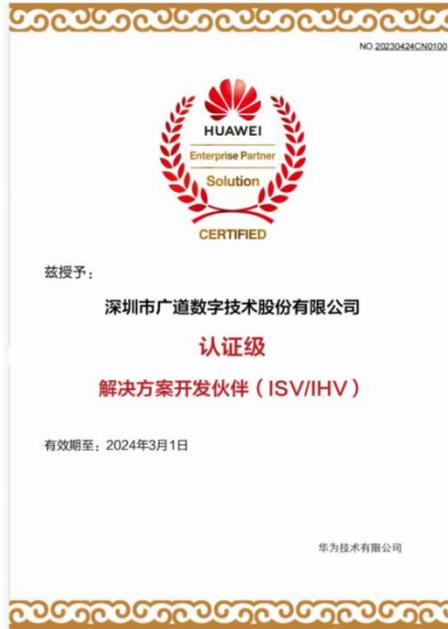 NO.20230424CN0100
HUAWEI
Enterprise Partner
Solution
CERTIFIED
兹授予：
深圳市广道数字技术股份有限公司
认证级
解决方案开发伙伴（ISV/IHV）
有效期至：2024年3月1日
华为技术有限公司